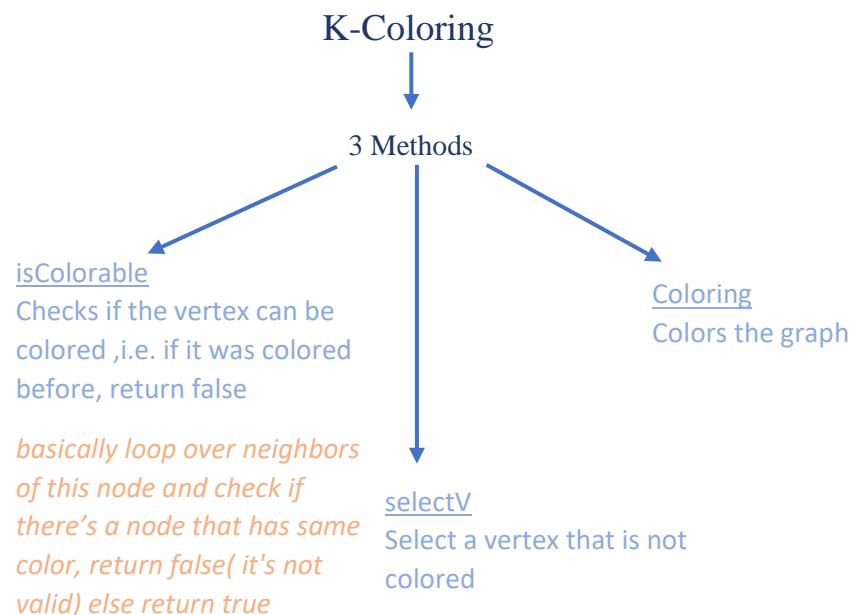 K-Coloring
3 Methods
isColorable
Checks if the vertex can be
colored ,i.e. if it was colored
before, return false
basically loop over neighbors
of this node and check if
there’s a node that has same
color, return false( it's not
valid) else return true
selectV
Select a vertex that is not
colored
Coloring
Colors the graph